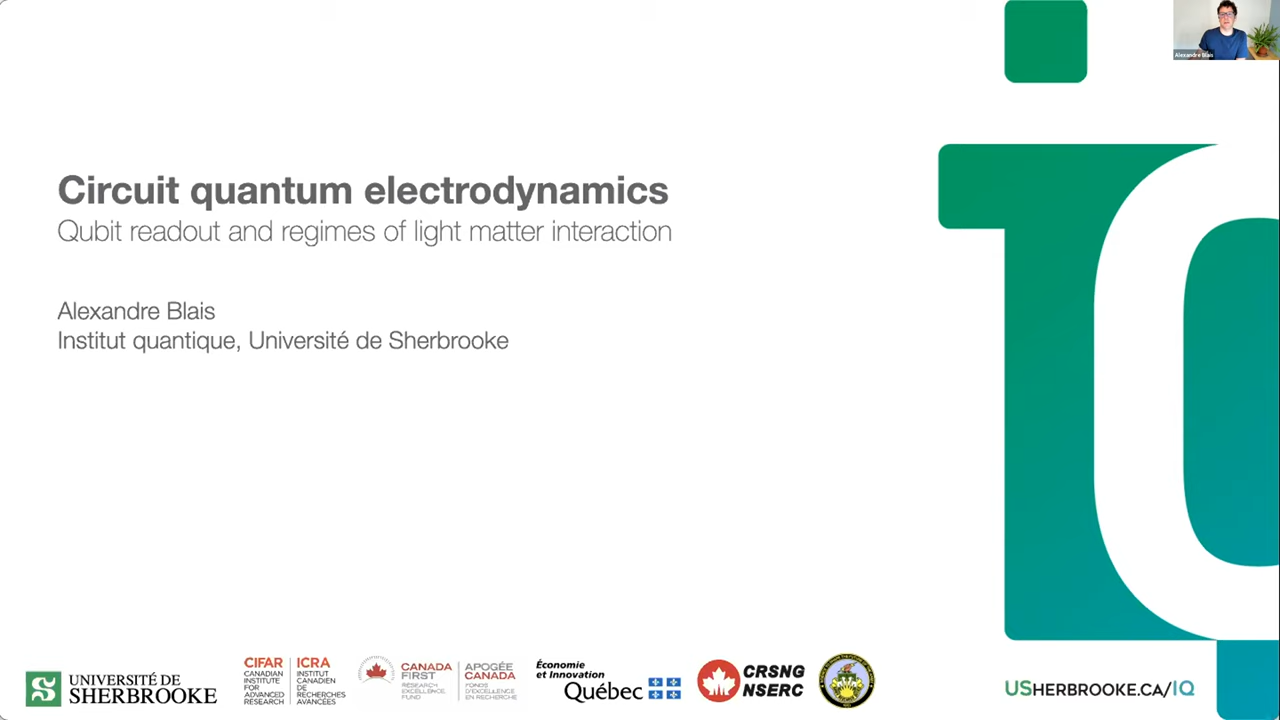 Alexandre Blais
Circuit quantum electrodynamics
Qubit readout and regimes of light matter interaction
Alexandre Blais
Institut quantique, Université de Sherbrooke
UNIVERSITÉ DE
SHERBROOKE
CIFAR
CANADIAN
INSTITUTE
FOR
ADVANCED
RESEARCH
ICRA
INSTITUT
CANADIEN
DE
RECHERCHES
AVANCÉES
CANADA
FIRST
RESEARCH
EXCELLENCE
FUND
APOGÉE
CANADA
FONDS
D'EXCELLENCE
EN RECHERCHE
Économie
et Innovation
Québec
CRSNG
NSERC
USHERBROOKE.CA/IQ